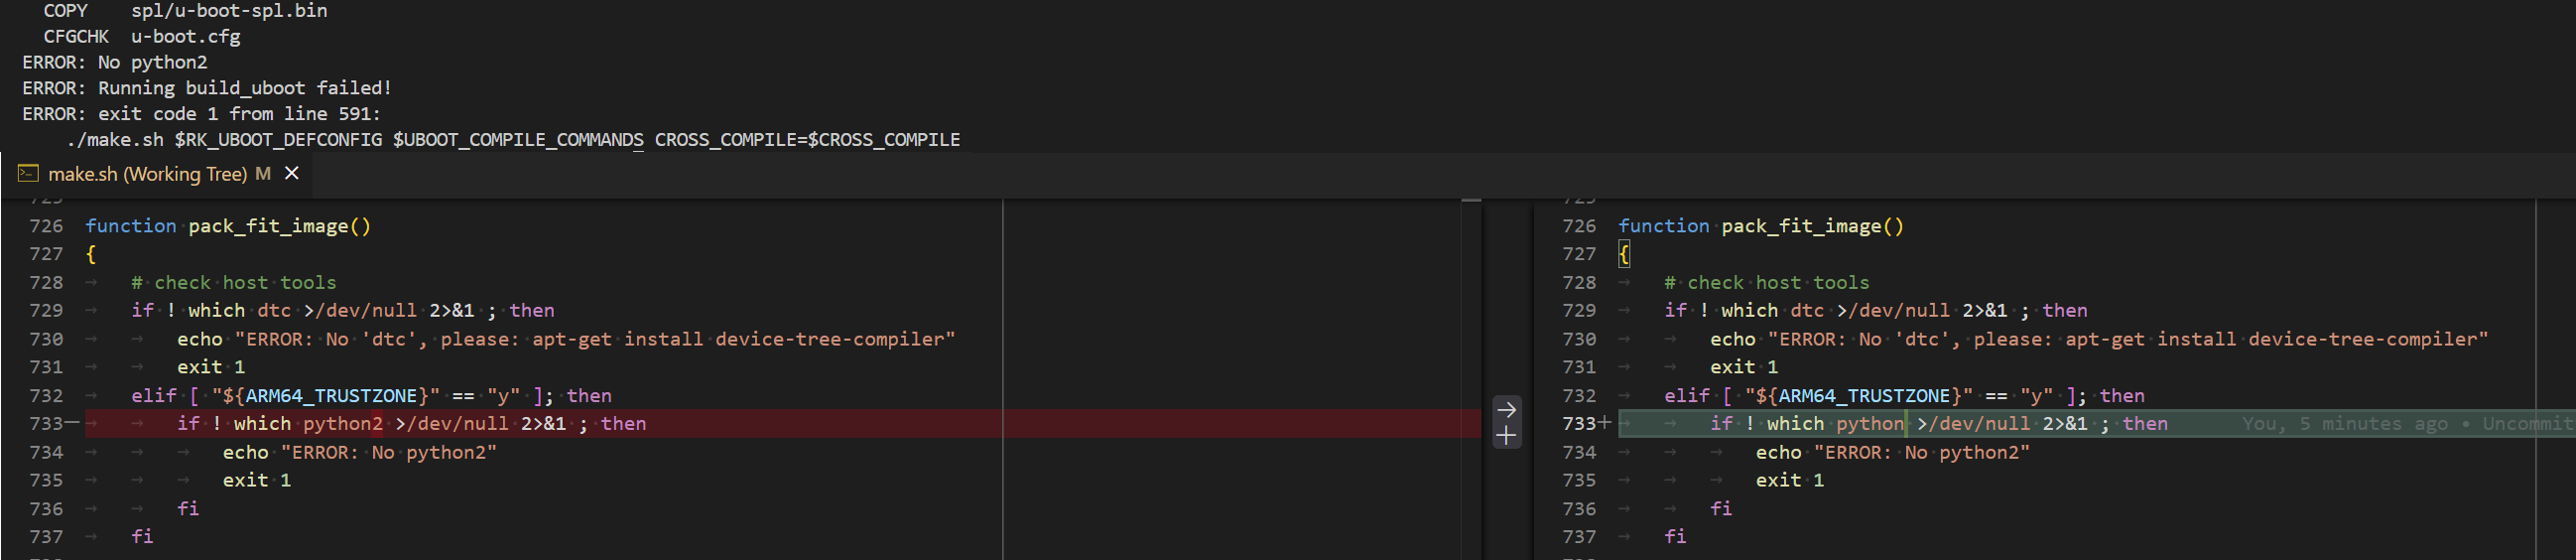 COPY    spl/u-boot-spl.bin
CFGCHK  u-boot.cfg
ERROR: No python2
ERROR: Running build_uboot failed!
ERROR: exit code 1 from line 591:
    ./make.sh $RK_UBOOT_DEFCONFIG $UBOOT_COMPILE_COMMANDS CROSS_COMPILE=$CROSS_COMPILE
make.sh (Working Tree) M
726 function pack_fit_image()
727 {
728 # check host tools
729 if ! which dtc >/dev/null 2>&1 ; then
730 echo "ERROR: No 'dtc', please: apt-get install device-tree-compiler"
731 exit 1
732 elif [ "${ARM64_TRUSTZONE}" == "y" ]; then
733 if ! which python2 >/dev/null 2>&1 ; then
734 echo "ERROR: No python2"
735 exit 1
736 fi
737 fi
726 function pack_fit_image()
727 {
728 # check host tools
729 if ! which dtc >/dev/null 2>&1 ; then
730 echo "ERROR: No 'dtc', please: apt-get install device-tree-compiler"
731 exit 1
732 elif [ "${ARM64_TRUSTZONE}" == "y" ]; then
733 if ! which python >/dev/null 2>&1 ; then You, 5 minutes ago • Uncommit
734 echo "ERROR: No python2"
735 exit 1
736 fi
737 fi